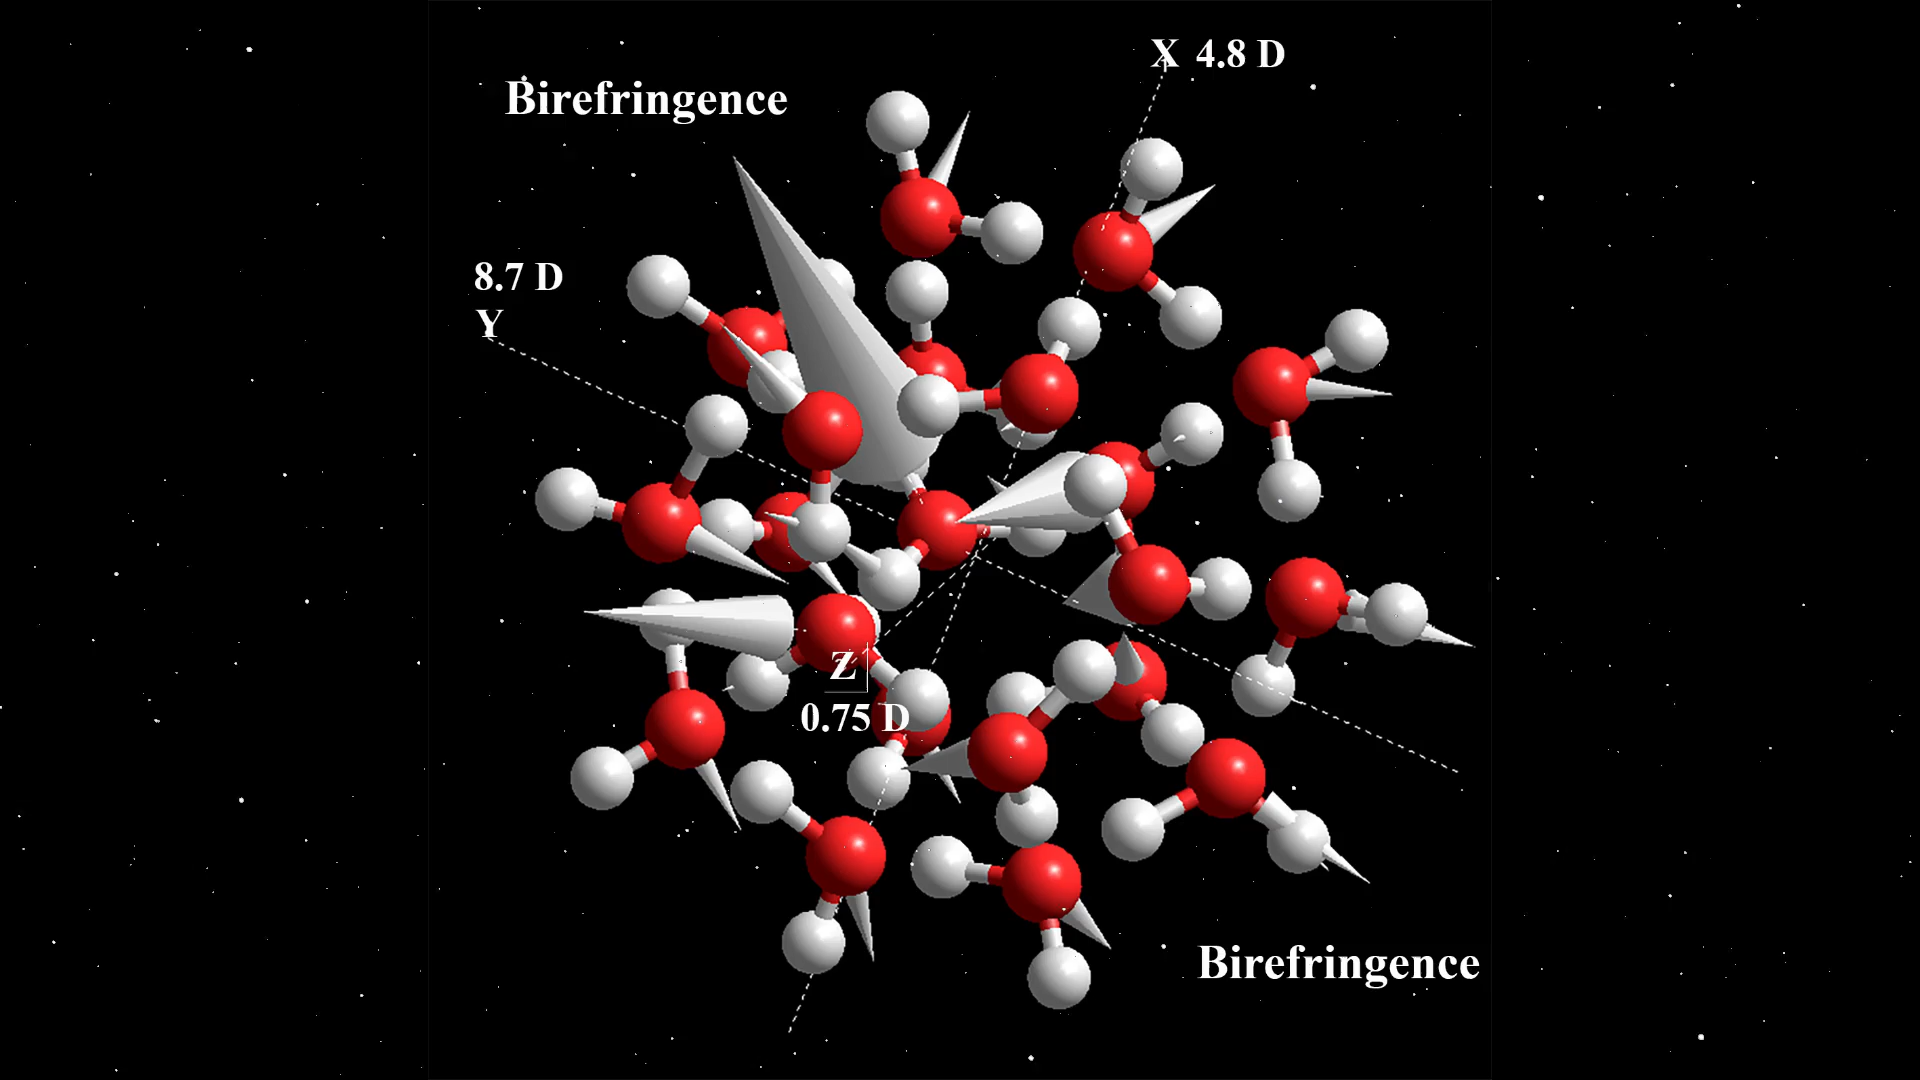 X 4.8 D
Birefringence
8.7 D
Y
Z
0.75 D
Birefringence